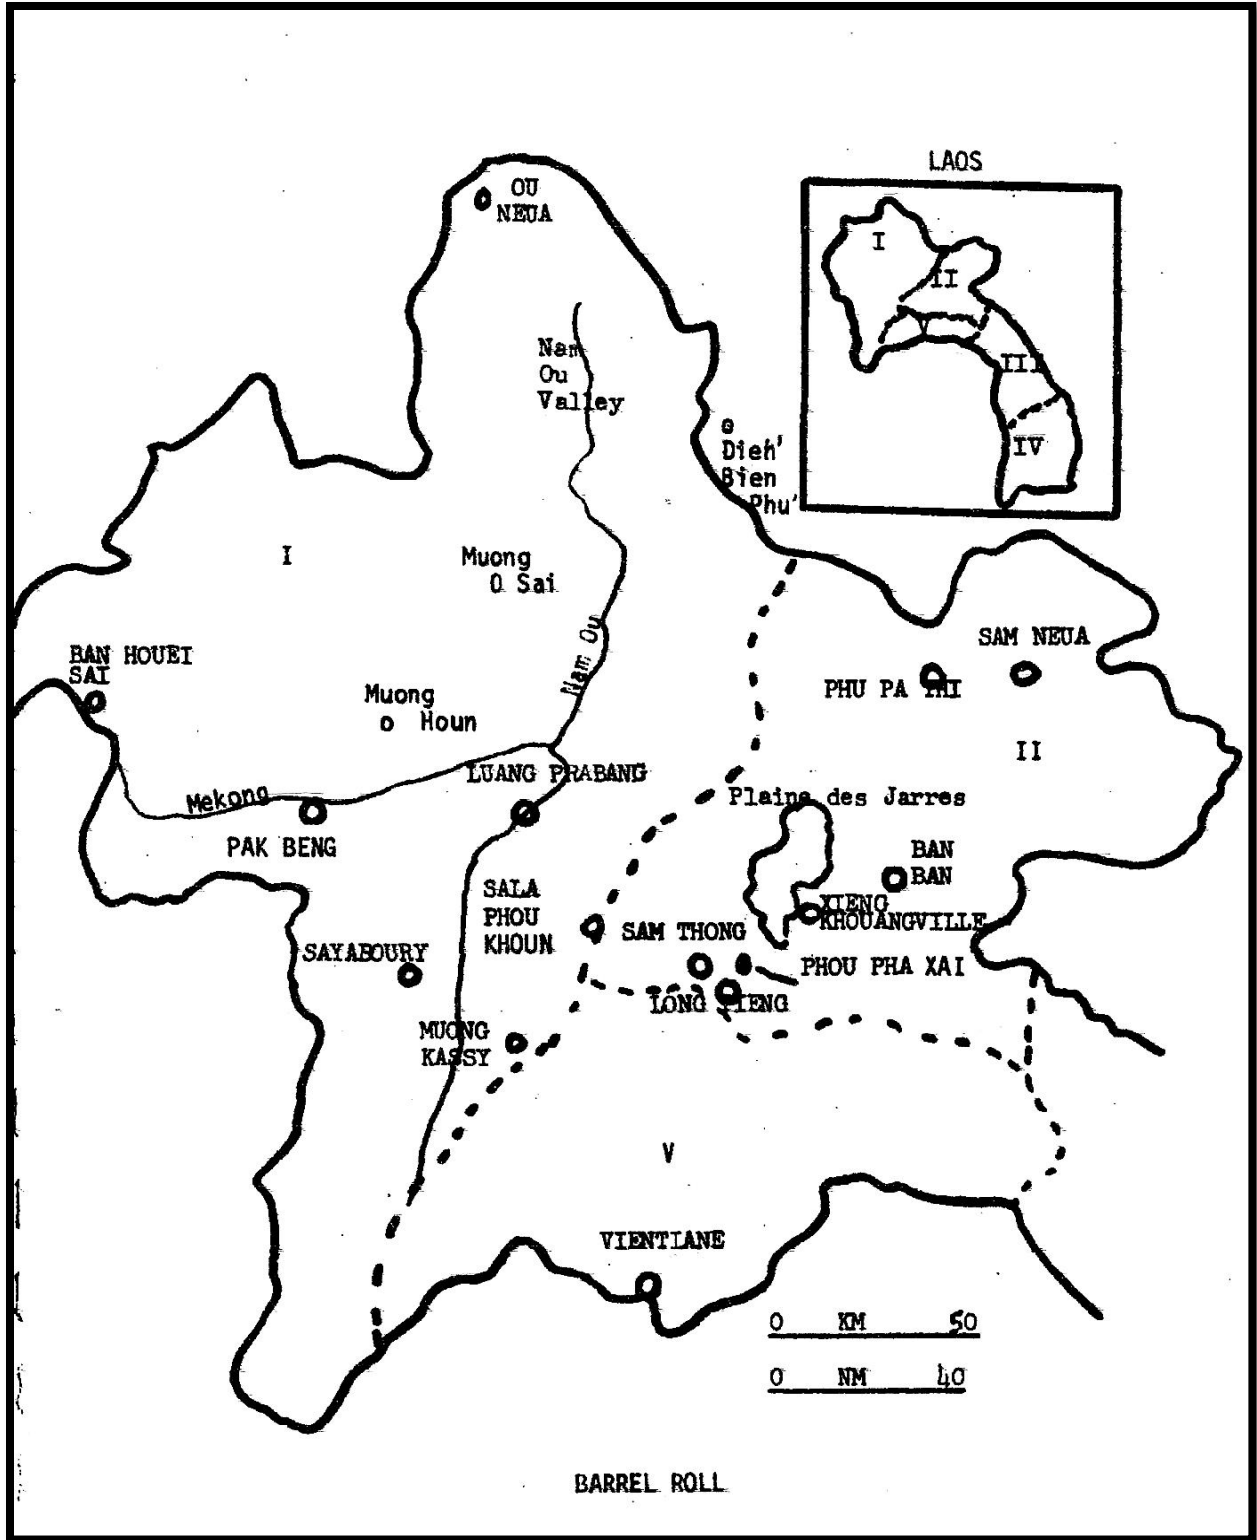 LAOS
I
II
III
IV
OU
NEUA
Nam
Ou
Valley
Dieh'
Bien
Phu'
I
Muong
O Sai
Nam Ou
SAM NEUA
BAN HOUEI
SAI
PHU PA THI
Muong
Houn
II
LUANG PRABANG
Mekong
Plaine des Jarres
PAK BENG
BAN
BAN
SALA
PHOU
KHOUN
XIENG
KHOUANGVILLE
SAM THONG
SAYABOURY
PHOU PHA XAI
LONG TIENG
MUONG
KASSY
V
VIENTIANE
0 KM 50
0 NM 40
BARREL ROLL